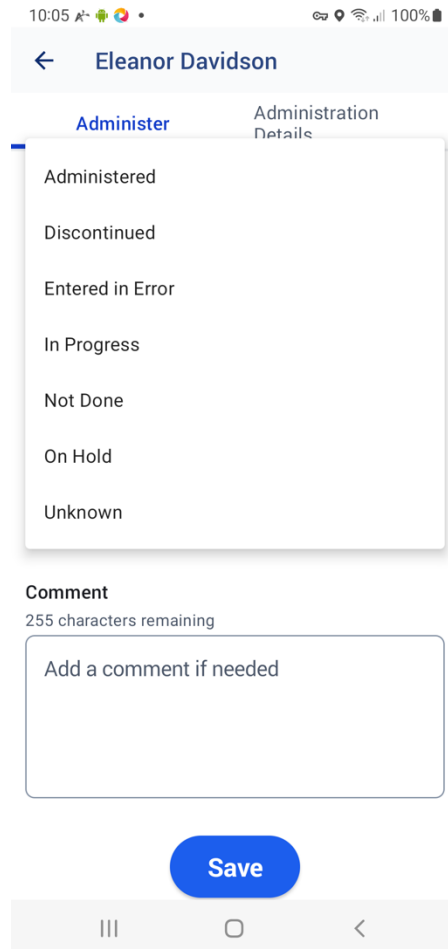 10:05
100%
Eleanor Davidson
Administer
Administration
Details
Administered
Discontinued
Entered in Error
In Progress
Not Done
On Hold
Unknown
Comment
255 characters remaining
Add a comment if needed
Save